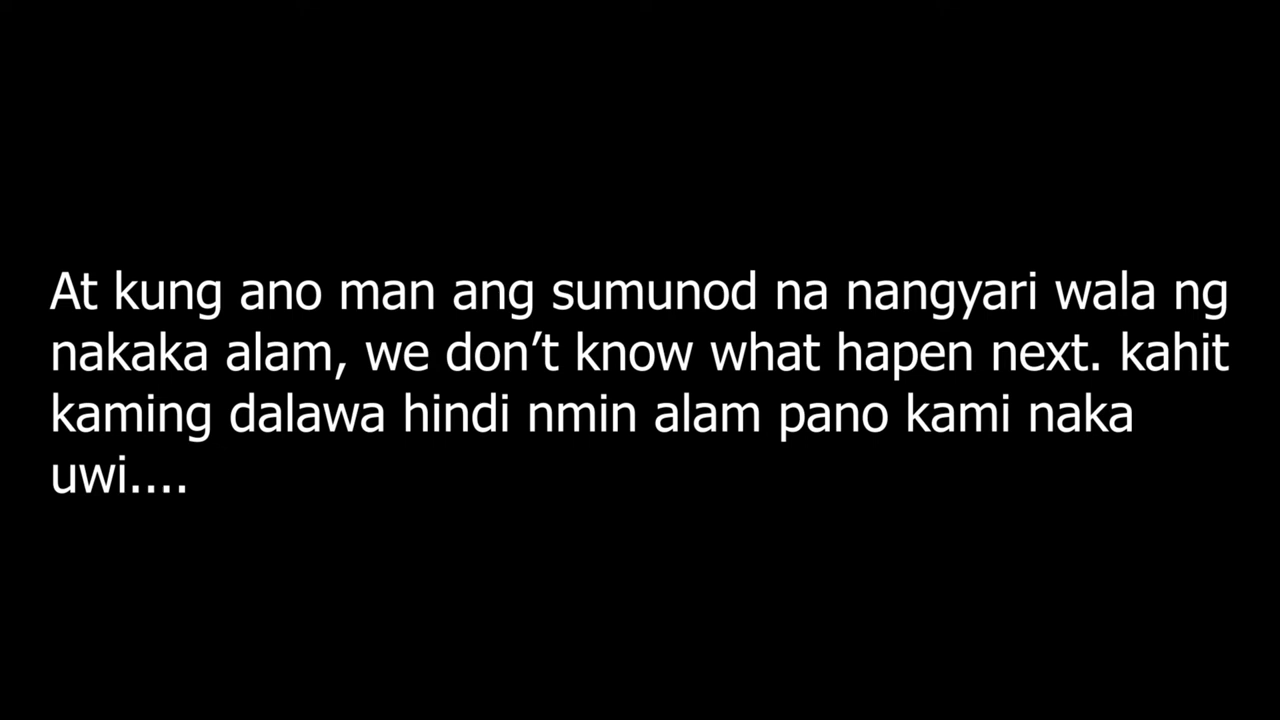 At kung ano man ang sumunod na nangyari wala ng
nakaka alam, we don’t know what hapen next. kahit
kaming dalawa hindi nmin alam pano kami naka
uwi....